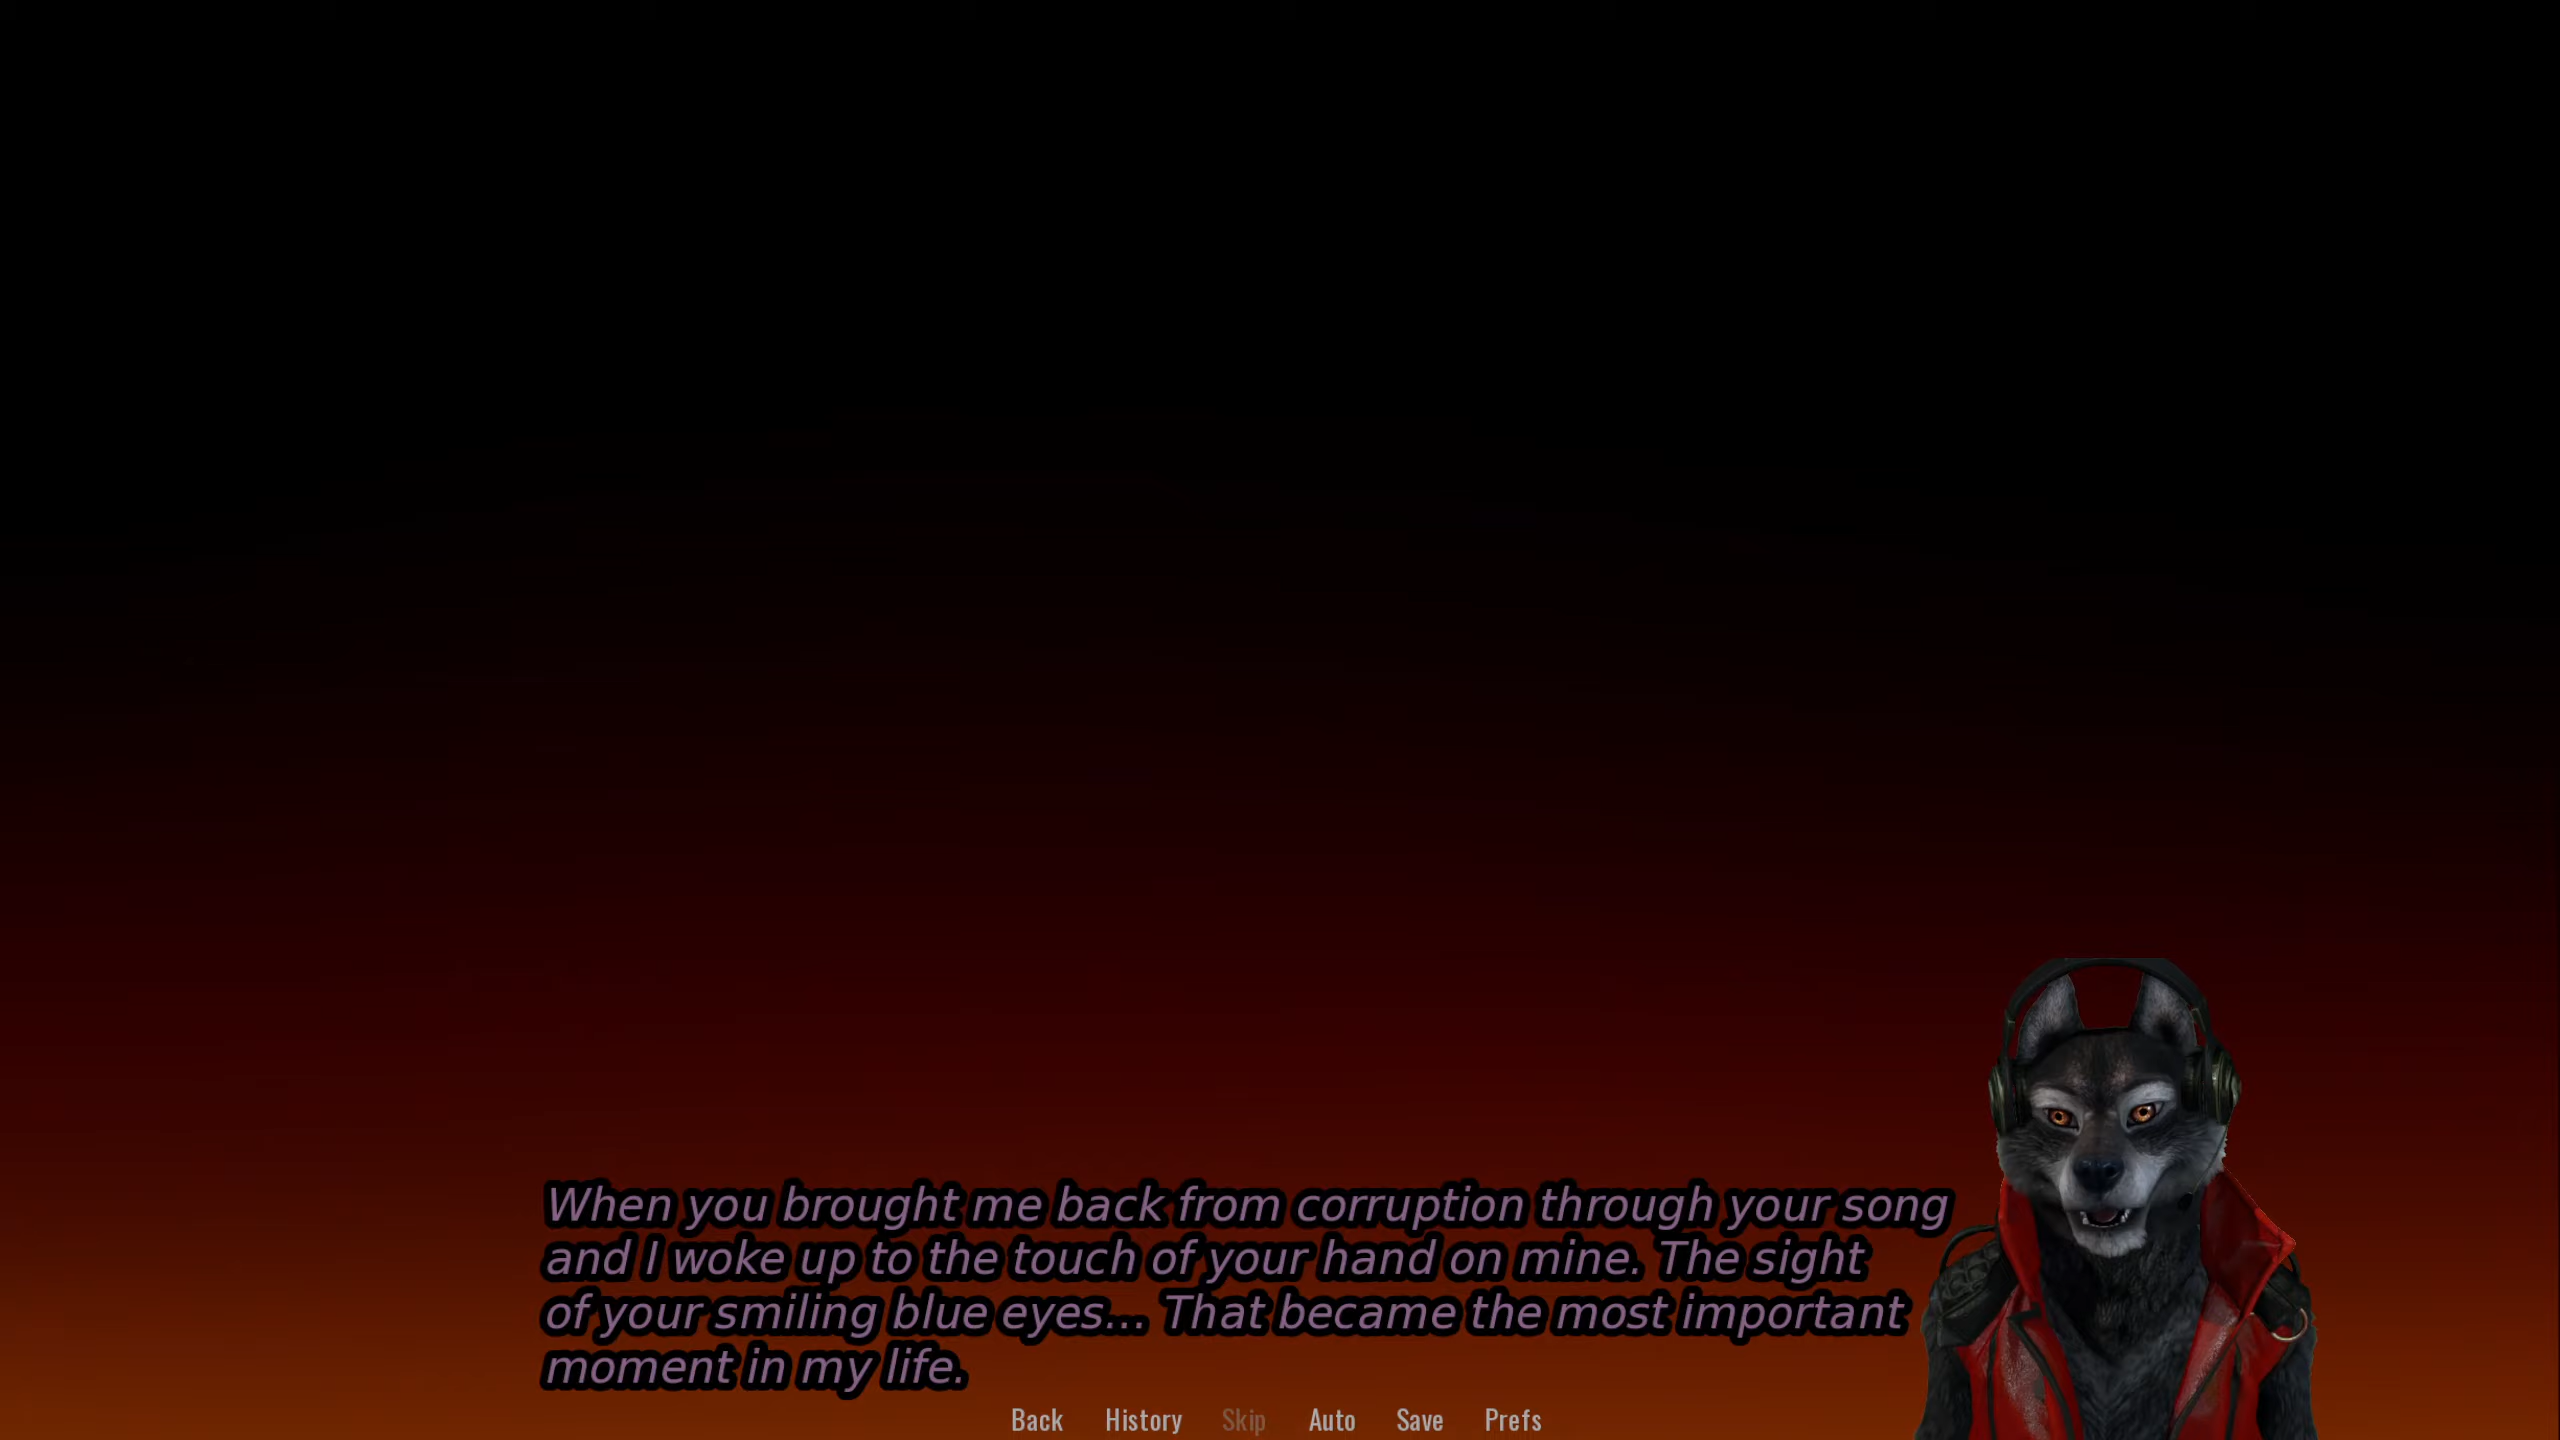 When you brought me back from corruption through your song
and I woke up to the touch of your hand on mine. The sight
of your smiling blue eyes... That became the most important
moment in my life.
Back History Skip Auto Save Prefs